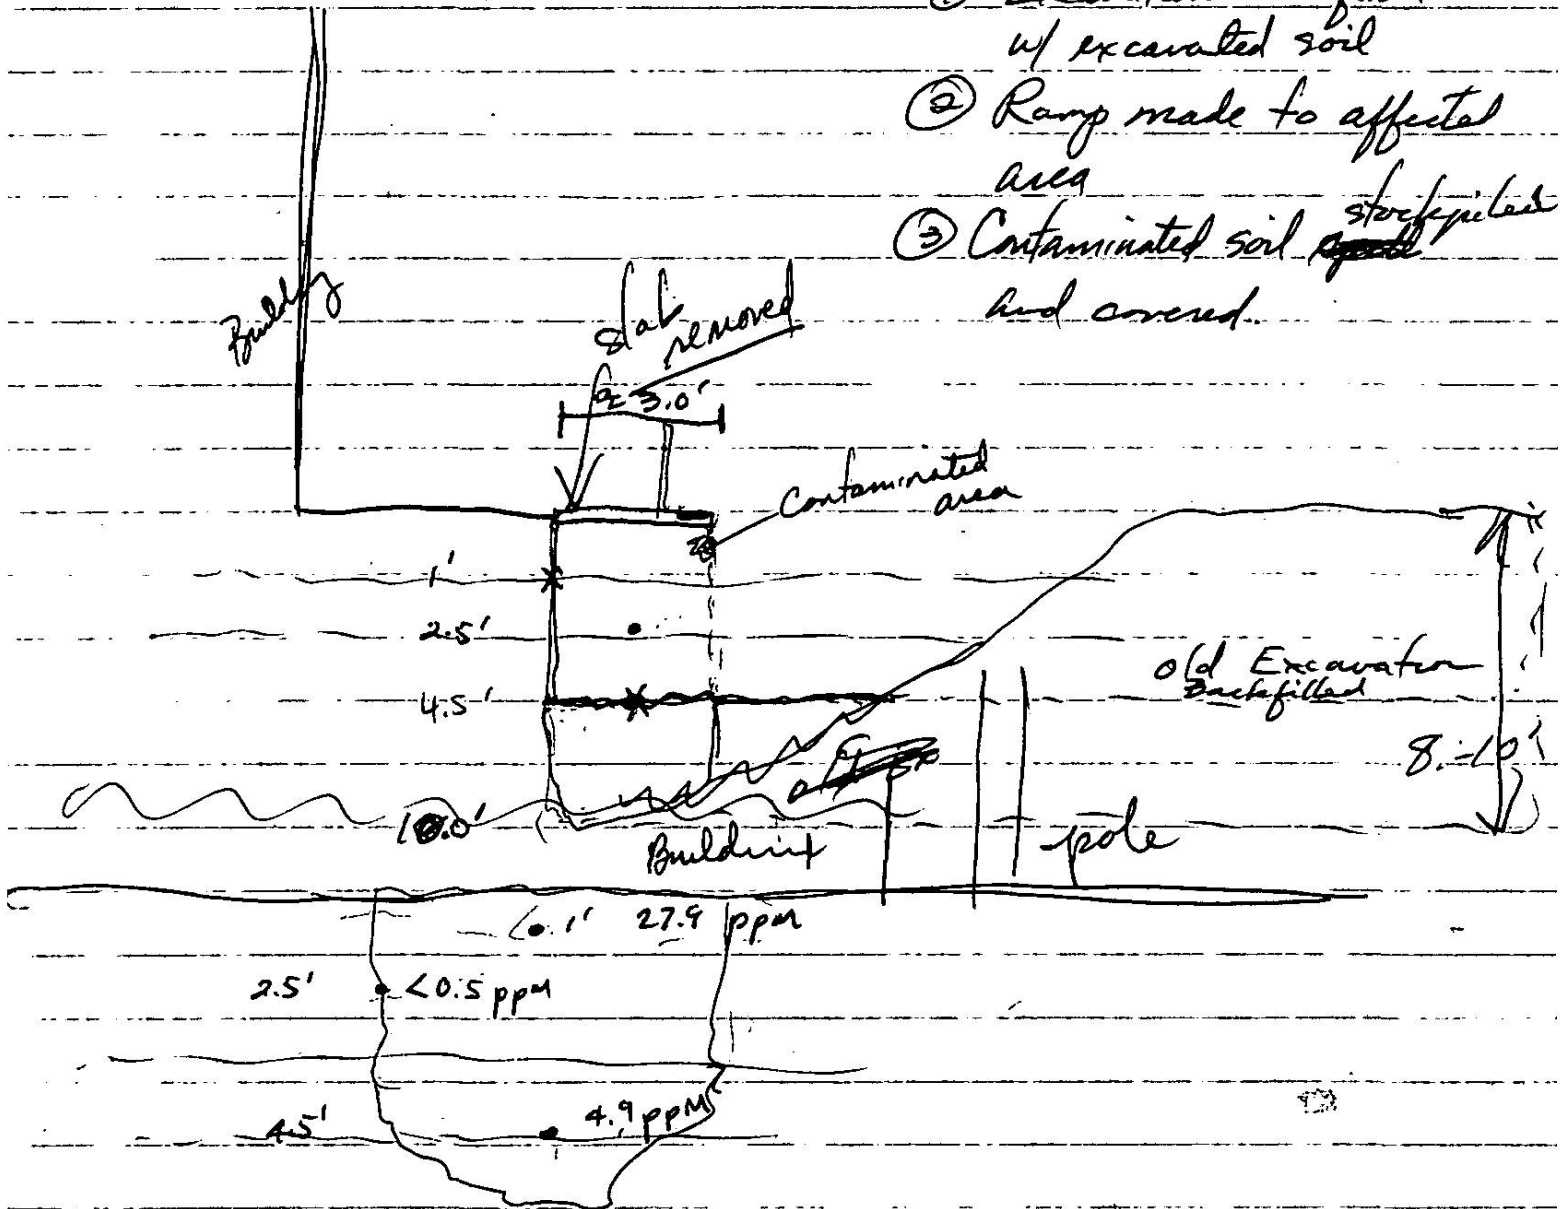 w/ excavated soil
② Ramp made to affected
area
③ Contaminated soil stockpiled
and covered.
Building
slab
removed
≈ 3.0'
Contaminated
area
1'
2.5'
4.5'
old Excavation
Backfilled
8.-10'
10.0'
Building
pole
1' 27.9 ppm
2.5' <0.5 ppm
4.5' 4.9 ppm